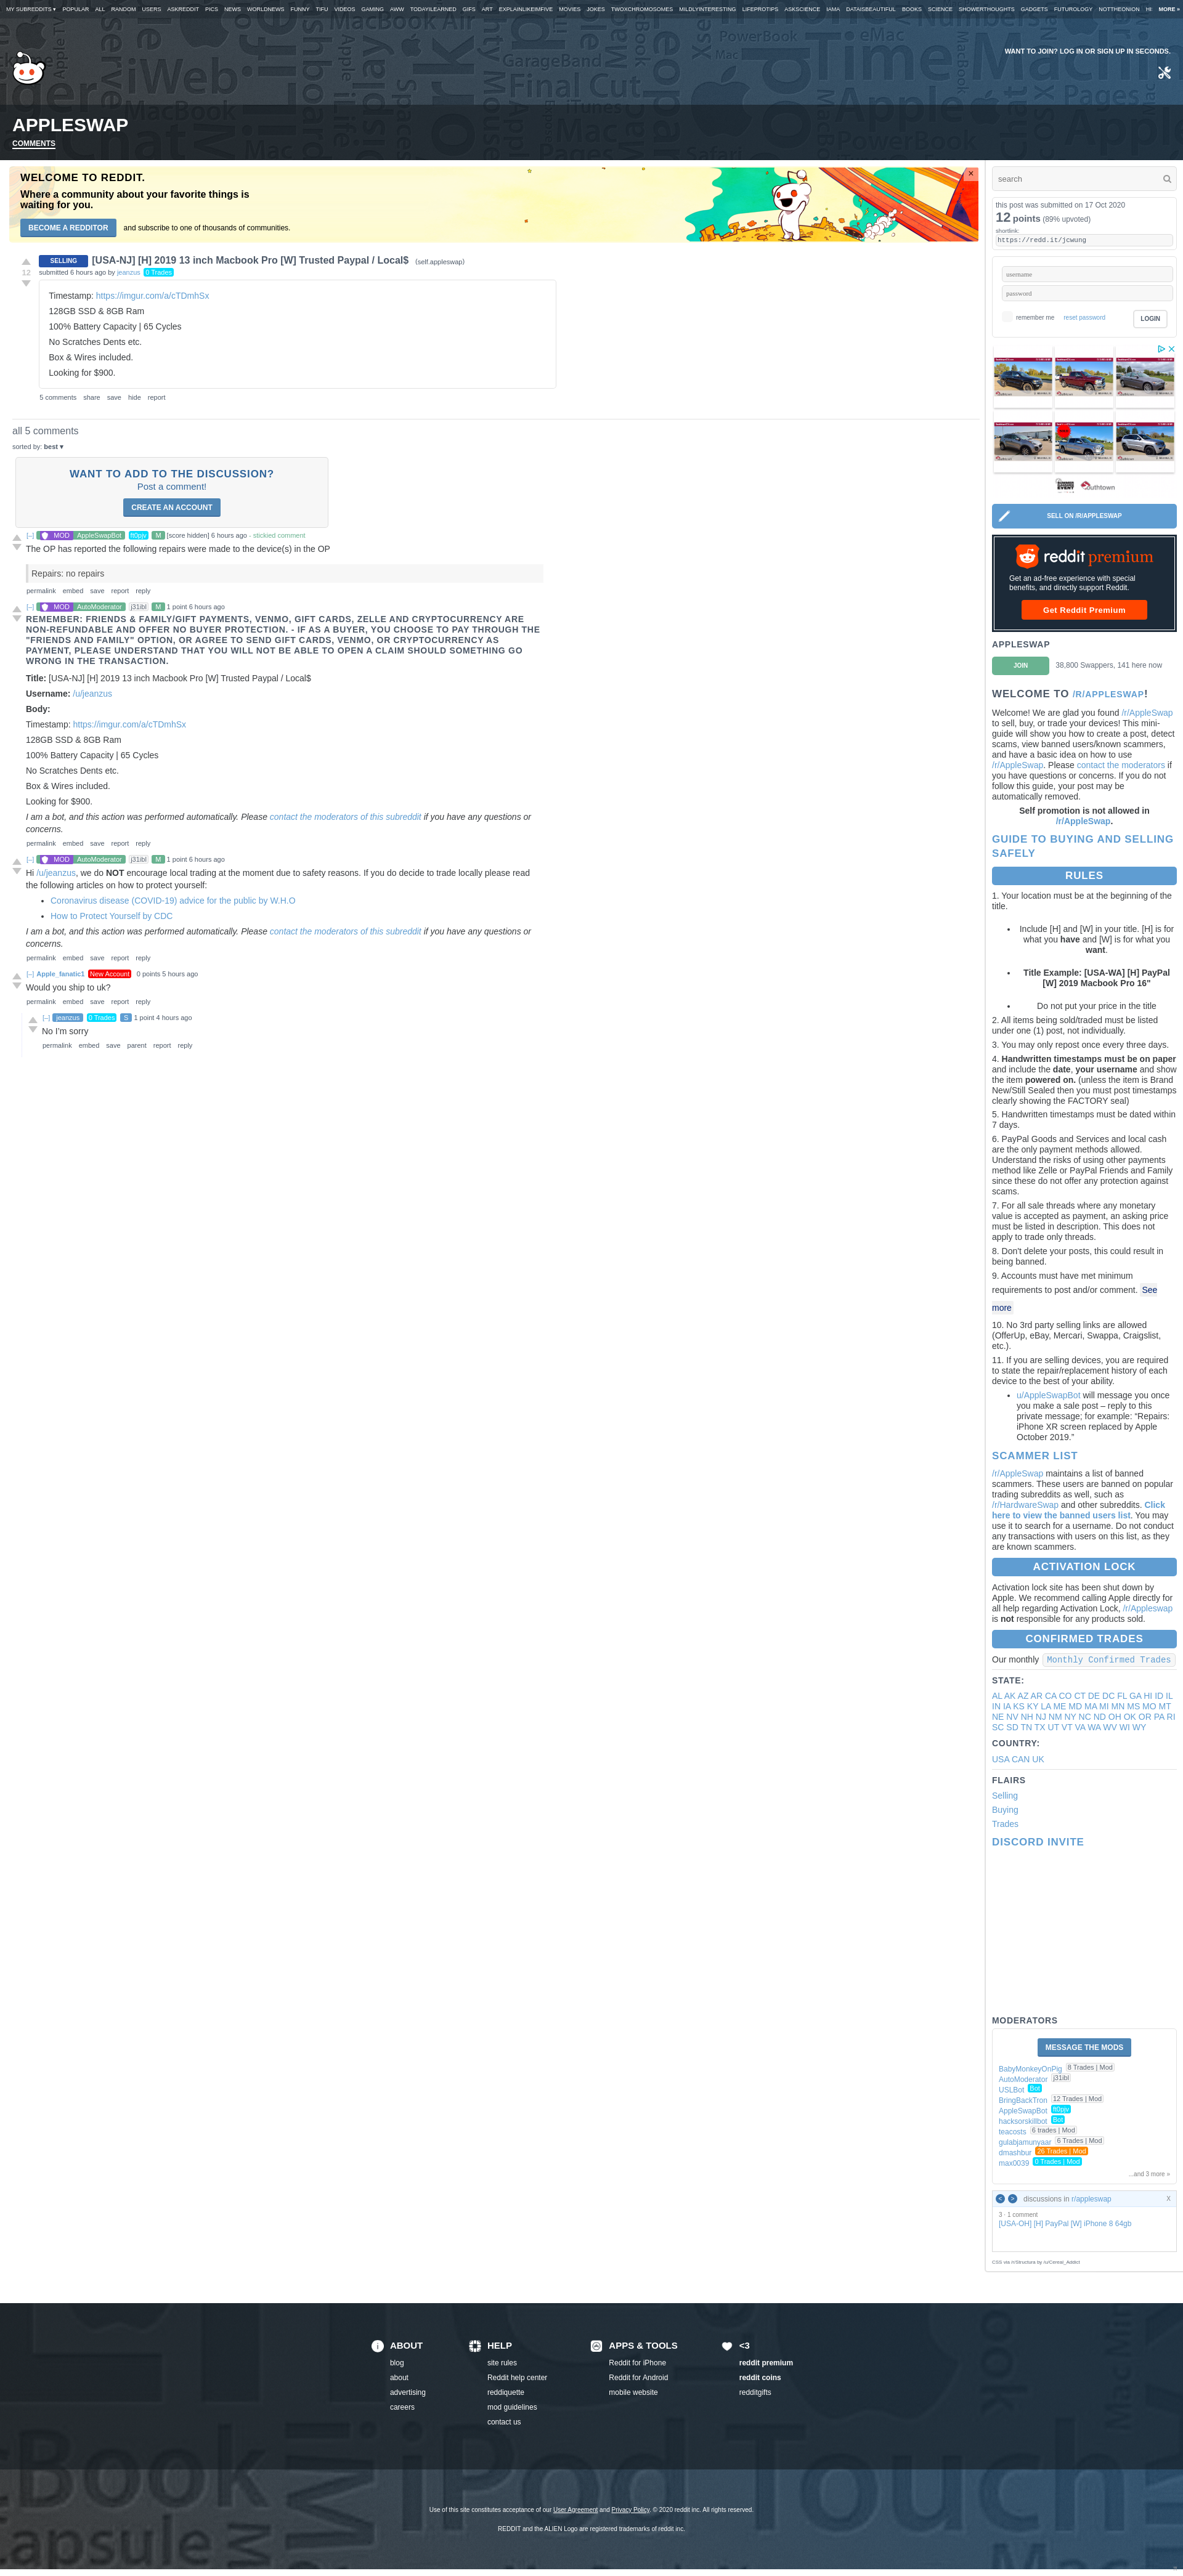 MY SUBREDDITS ▾ POPULAR ALL RANDOM USERS ASKREDDIT PICS NEWS WORLDNEWS FUNNY TIFU VIDEOS GAMING AWW TODAYILEARNED GIFS ART EXPLAINLIKEIMFIVE MOVIES JOKES TWOXCHROMOSOMES MILDLYINTERESTING LIFEPROTIPS ASKSCIENCE IAMA DATAISBEAUTIFUL BOOKS SCIENCE SHOWERTHOUGHTS GADGETS FUTUROLOGY NOTTHEONION HI MORE »
WANT TO JOIN? LOG IN OR SIGN UP IN SECONDS.
APPLESWAP
COMMENTS
WELCOME TO REDDIT.
Where a community about your favorite things is
waiting for you.
BECOME A REDDITOR and subscribe to one of thousands of communities.
12
SELLING [USA-NJ] [H] 2019 13 inch Macbook Pro [W] Trusted Paypal / Local$ (self.appleswap)
submitted 6 hours ago by jeanzus 0 Trades
Timestamp: https://imgur.com/a/cTDmhSx
128GB SSD & 8GB Ram
100% Battery Capacity | 65 Cycles
No Scratches Dents etc.
Box & Wires included.
Looking for $900.
5 comments share save hide report
all 5 comments
sorted by: best ▾
WANT TO ADD TO THE DISCUSSION?
Post a comment!
CREATE AN ACCOUNT
[–] MOD AppleSwapBot ft0pjv M [score hidden] 6 hours ago - stickied comment
The OP has reported the following repairs were made to the device(s) in the OP
Repairs: no repairs
permalink embed save report reply
[–] MOD AutoModerator j31ibl M 1 point 6 hours ago
REMEMBER: FRIENDS & FAMILY/GIFT PAYMENTS, VENMO, GIFT CARDS, ZELLE AND CRYPTOCURRENCY ARE
NON-REFUNDABLE AND OFFER NO BUYER PROTECTION. - IF AS A BUYER, YOU CHOOSE TO PAY THROUGH THE
"FRIENDS AND FAMILY" OPTION, OR AGREE TO SEND GIFT CARDS, VENMO, OR CRYPTOCURRENCY AS
PAYMENT, PLEASE UNDERSTAND THAT YOU WILL NOT BE ABLE TO OPEN A CLAIM SHOULD SOMETHING GO
WRONG IN THE TRANSACTION.
Title: [USA-NJ] [H] 2019 13 inch Macbook Pro [W] Trusted Paypal / Local$
Username: /u/jeanzus
Body:
Timestamp: https://imgur.com/a/cTDmhSx
128GB SSD & 8GB Ram
100% Battery Capacity | 65 Cycles
No Scratches Dents etc.
Box & Wires included.
Looking for $900.
I am a bot, and this action was performed automatically. Please contact the moderators of this subreddit if you have any questions or
concerns.
permalink embed save report reply
[–] MOD AutoModerator j31ibl M 1 point 6 hours ago
Hi /u/jeanzus, we do NOT encourage local trading at the moment due to safety reasons. If you do decide to trade locally please read
the following articles on how to protect yourself:
• Coronavirus disease (COVID-19) advice for the public by W.H.O
• How to Protect Yourself by CDC
I am a bot, and this action was performed automatically. Please contact the moderators of this subreddit if you have any questions or
concerns.
permalink embed save report reply
[–] Apple_fanatic1 New Account 0 points 5 hours ago
Would you ship to uk?
permalink embed save report reply
[–] jeanzus 0 Trades S 1 point 4 hours ago
No I'm sorry
permalink embed save parent report reply
search
this post was submitted on 17 Oct 2020
12 points (89% upvoted)
shortlink:
https://redd.it/jcwung
username
password
remember me reset password LOGIN
SELL ON /R/APPLESWAP
reddit premium
Get an ad-free experience with special
benefits, and directly support Reddit.
Get Reddit Premium
APPLESWAP
JOIN 38,800 Swappers, 141 here now
WELCOME TO /R/APPLESWAP!
Welcome! We are glad you found /r/AppleSwap
to sell, buy, or trade your devices! This mini-
guide will show you how to create a post, detect
scams, view banned users/known scammers,
and have a basic idea on how to use
/r/AppleSwap. Please contact the moderators if
you have questions or concerns. If you do not
follow this guide, your post may be
automatically removed.
Self promotion is not allowed in
/r/AppleSwap.
GUIDE TO BUYING AND SELLING
SAFELY
RULES
1. Your location must be at the beginning of the
title.
• Include [H] and [W] in your title. [H] is for
what you have and [W] is for what you
want.
• Title Example: [USA-WA] [H] PayPal
[W] 2019 Macbook Pro 16"
• Do not put your price in the title
2. All items being sold/traded must be listed
under one (1) post, not individually.
3. You may only repost once every three days.
4. Handwritten timestamps must be on paper
and include the date, your username and show
the item powered on. (unless the item is Brand
New/Still Sealed then you must post timestamps
clearly showing the FACTORY seal)
5. Handwritten timestamps must be dated within
7 days.
6. PayPal Goods and Services and local cash
are the only payment methods allowed.
Understand the risks of using other payments
method like Zelle or PayPal Friends and Family
since these do not offer any protection against
scams.
7. For all sale threads where any monetary
value is accepted as payment, an asking price
must be listed in description. This does not
apply to trade only threads.
8. Don't delete your posts, this could result in
being banned.
9. Accounts must have met minimum
requirements to post and/or comment. See
more
10. No 3rd party selling links are allowed
(OfferUp, eBay, Mercari, Swappa, Craigslist,
etc.).
11. If you are selling devices, you are required
to state the repair/replacement history of each
device to the best of your ability.
• u/AppleSwapBot will message you once
you make a sale post – reply to this
private message; for example: "Repairs:
iPhone XR screen replaced by Apple
October 2019."
SCAMMER LIST
/r/AppleSwap maintains a list of banned
scammers. These users are banned on popular
trading subreddits as well, such as
/r/HardwareSwap and other subreddits. Click
here to view the banned users list. You may
use it to search for a username. Do not conduct
any transactions with users on this list, as they
are known scammers.
ACTIVATION LOCK
Activation lock site has been shut down by
Apple. We recommend calling Apple directly for
all help regarding Activation Lock, /r/Appleswap
is not responsible for any products sold.
CONFIRMED TRADES
Our monthly Monthly Confirmed Trades
STATE:
AL AK AZ AR CA CO CT DE DC FL GA HI ID IL
IN IA KS KY LA ME MD MA MI MN MS MO MT
NE NV NH NJ NM NY NC ND OH OK OR PA RI
SC SD TN TX UT VT VA WA WV WI WY
COUNTRY:
USA CAN UK
FLAIRS
Selling
Buying
Trades
DISCORD INVITE
MODERATORS
MESSAGE THE MODS
BabyMonkeyOnPig 8 Trades | Mod
AutoModerator j31ibl
USLBot Bot
BringBackTron 12 Trades | Mod
AppleSwapBot ft0pjv
hacksorskillbot Bot
teacosts 6 trades | Mod
gulabjamunyaar 6 Trades | Mod
dmashbur 26 Trades | Mod
max0039 0 Trades | Mod
...and 3 more »
< > discussions in r/appleswap X
3 · 1 comment
[USA-OH] [H] PayPal [W] iPhone 8 64gb
CSS via r/Structura by /u/Cereal_Addict
ABOUT
blog
about
advertising
careers
HELP
site rules
Reddit help center
reddiquette
mod guidelines
contact us
APPS & TOOLS
Reddit for iPhone
Reddit for Android
mobile website
<3
reddit premium
reddit coins
redditgifts
Use of this site constitutes acceptance of our User Agreement and Privacy Policy. © 2020 reddit inc. All rights reserved.
REDDIT and the ALIEN Logo are registered trademarks of reddit inc.